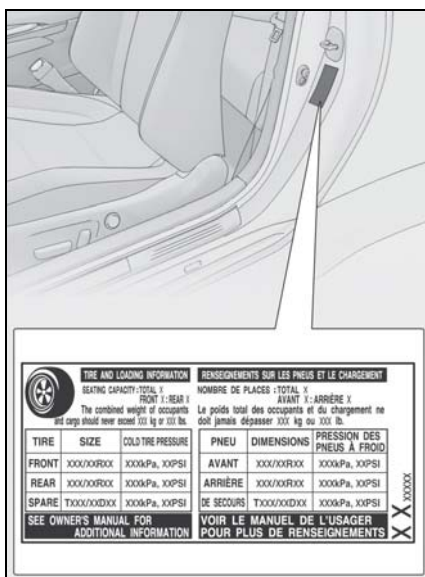 TIRE AND LOADING INFORMATION
SEATING CAPACITY:TOTAL X
FRONT X:REAR X
The combined weight of occupants
and cargo should never exceed XXX kg or XXX lbs.
TIRE SIZE COLD TIRE PRESSURE
FRONT XXX/XXRXX XXXkPa, XXPSI
REAR XXX/XXRXX XXXkPa, XXPSI
SPARE TXXX/XXDXX XXXkPa, XXPSI
SEE OWNER'S MANUAL FOR
ADDITIONAL INFORMATION
RENSEIGNEMENTS SUR LES PNEUS ET LE CHARGEMENT
NOMBRE DE PLACES :TOTAL X
AVANT X:ARRIÈRE X
Le poids total des occupants et du chargement ne
doit jamais dépasser XXX kg ou XXX lb.
PNEU DIMENSIONS PRESSION DES
PNEUS À FROID
AVANT XXX/XXRXX XXXkPa, XXPSI
ARRIÈRE XXX/XXRXX XXXkPa, XXPSI
DE SECOURS TXXX/XXDXX XXXkPa, XXPSI
VOIR LE MANUEL DE L'USAGER
POUR PLUS DE RENSEIGNEMENTS
XX XXXXX